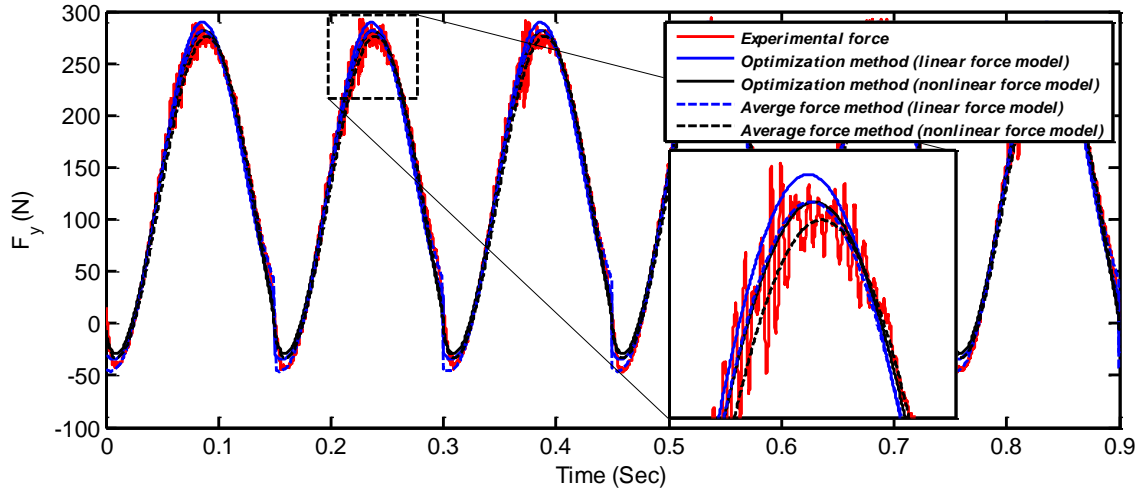 300
250
200
150
100
50
0
-50
-100
F_y (N)
0
0.1
0.2
0.3
0.4
0.5
0.6
0.7
0.8
0.9
Time (Sec)
Experimental force
Optimization method (linear force model)
Optimization method (nonlinear force model)
Averge force method (linear force model)
Average force method (nonlinear force model)